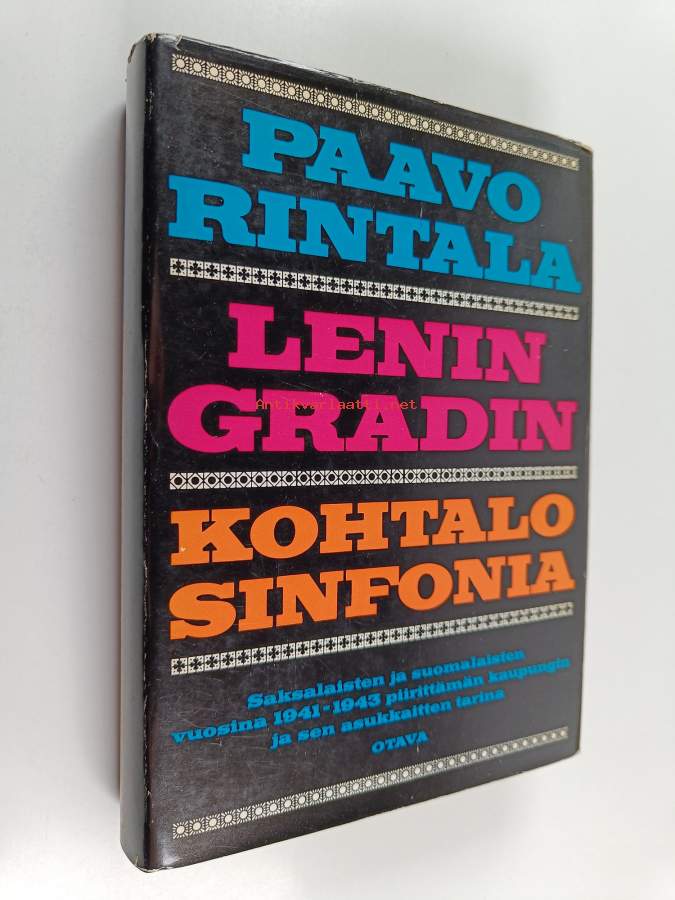 PAAVO
RINTALA
LENIN
GRADIN
Antikvariaatti.net
KOHTALO
SINFONIA
Saksalaisten ja suomalaisten
vuosina 1941-1943 piirittämän kaupungin
ja sen asukkaitten tarina
OTAVA